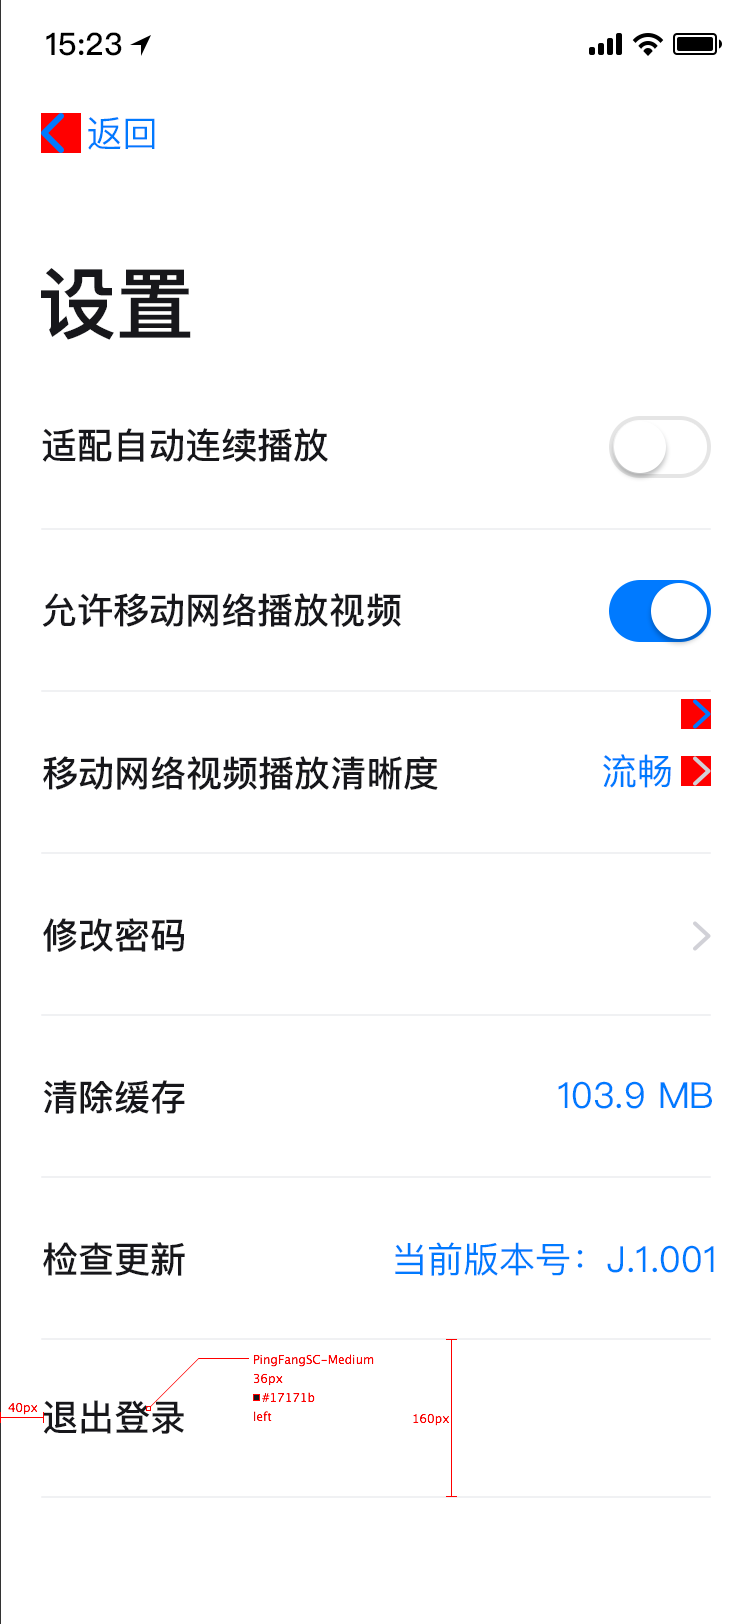 15:23
返回
设置
适配自动连续播放
允许移动网络播放视频
移动网络视频播放清晰度 流畅
修改密码
清除缓存 103.9 MB
检查更新 当前版本号：J.1.001
PingFangSC-Medium
36px
#17171b
left
40px
退出登录
160px